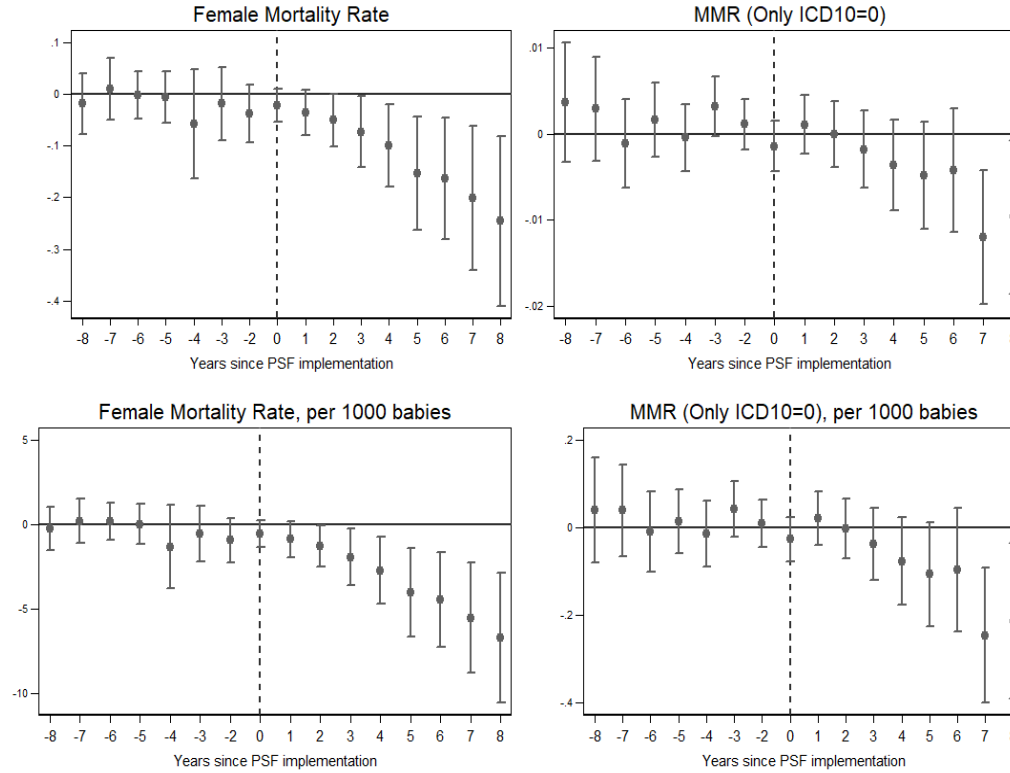 Female Mortality Rate
.1
0
-.1
-.2
-.3
-.4
-8 -7 -6 -5 -4 -3 -2 0 1 2 3 4 5 6 7 8
Years since PSF implementation
MMR (Only ICD10=0)
.01
0
-.01
-.02
-8 -7 -6 -5 -4 -3 -2 0 1 2 3 4 5 6 7
Years since PSF implementation
Female Mortality Rate, per 1000 babies
5
0
-5
-10
-8 -7 -6 -5 -4 -3 -2 0 1 2 3 4 5 6 7 8
Years since PSF implementation
MMR (Only ICD10=0), per 1000 babies
.2
0
-.2
-.4
-8 -7 -6 -5 -4 -3 -2 0 1 2 3 4 5 6 7
Years since PSF implementation